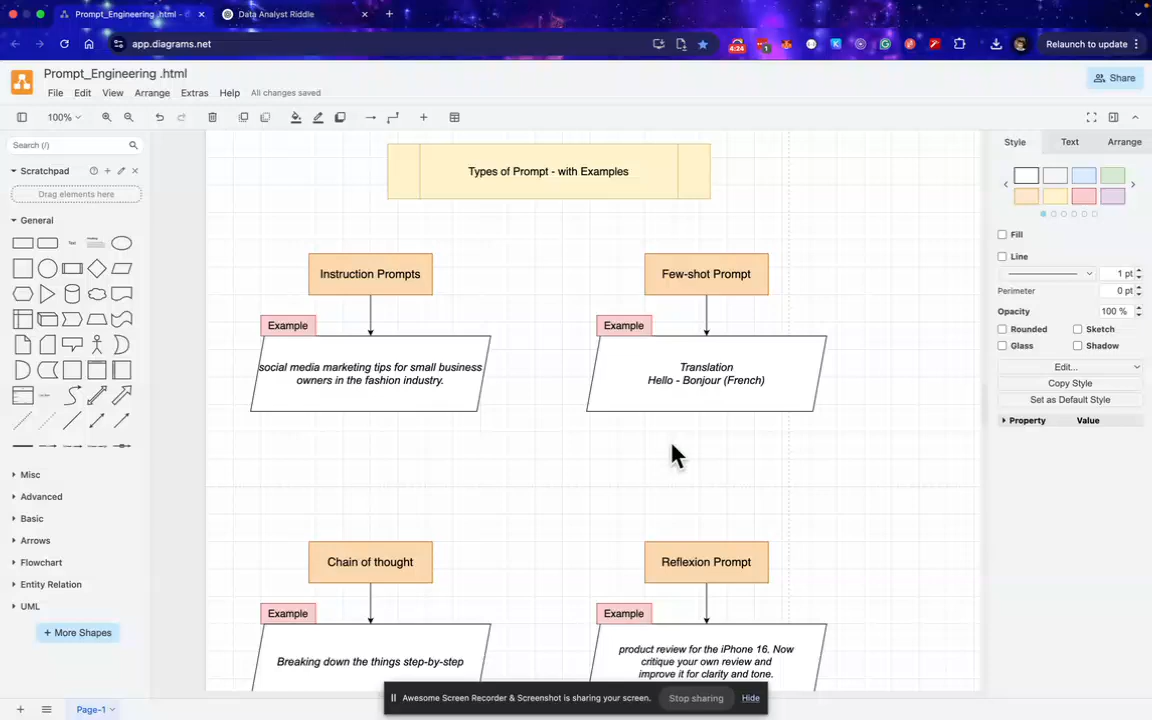 Prompt_Engineering .html - d
Data Analyst Riddle
app.diagrams.net
4:24
1
Relaunch to update
Prompt_Engineering .html
File Edit View Arrange Extras Help All changes saved
Share
100%
Search (/)
Scratchpad
Drag elements here
General
Text
Misc
Advanced
Basic
Arrows
Flowchart
Entity Relation
UML
+ More Shapes
Types of Prompt - with Examples
Instruction Prompts
Example
social media marketing tips for small business
owners in the fashion industry.
Few-shot Prompt
Example
Translation
Hello - Bonjour (French)
Chain of thought
Example
Breaking down the things step-by-step
Reflexion Prompt
Example
product review for the iPhone 16. Now
critique your own review and
improve it for clarity and tone.
Style Text Arrange
Fill
Line
1 pt
Perimeter 0 pt
Opacity 100 %
Rounded Sketch
Glass Shadow
Edit...
Copy Style
Set as Default Style
Property Value
Awesome Screen Recorder & Screenshot is sharing your screen.
Stop sharing
Hide
Page-1